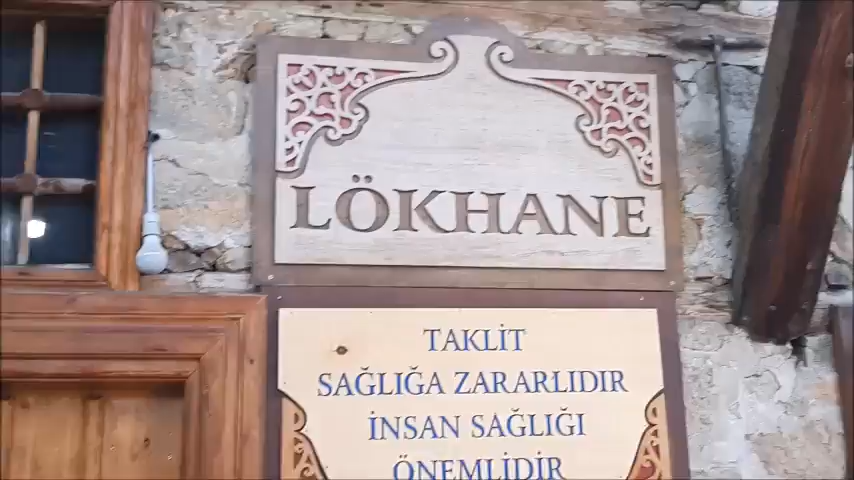 LÖKHANE
TAKLİT
SAĞLIĞA ZARARLIDIR
İNSAN SAĞLIĞI
ÖNEMLİDİR